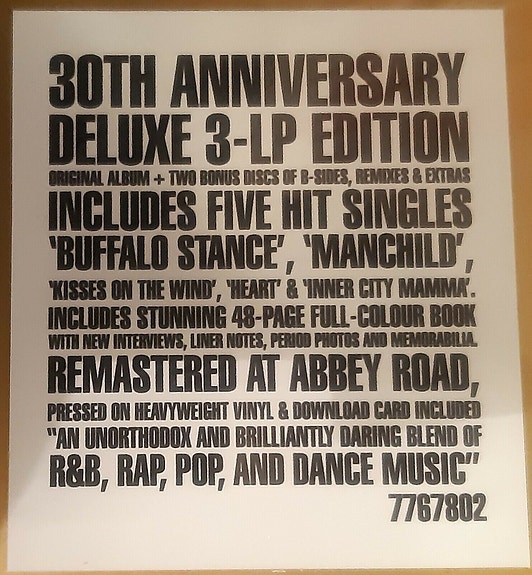 30TH ANNIVERSARY
DELUXE 3-LP EDITION
ORIGINAL ALBUM + TWO BONUS DISCS OF B-SIDES, REMIXES & EXTRAS
INCLUDES FIVE HIT SINGLES
'BUFFALO STANCE', 'MANCHILD',
'KISSES ON THE WIND', 'HEART' & 'INNER CITY MAMMA'.
INCLUDES STUNNING 48-PAGE FULL-COLOUR BOOK
WITH NEW INTERVIEWS, LINER NOTES, PERIOD PHOTOS AND MEMORABILIA.
REMASTERED AT ABBEY ROAD,
PRESSED ON HEAVYWEIGHT VINYL & DOWNLOAD CARD INCLUDED
“AN UNORTHODOX AND BRILLIANTLY DARING BLEND OF
R&B, RAP, POP, AND DANCE MUSIC”
7767802